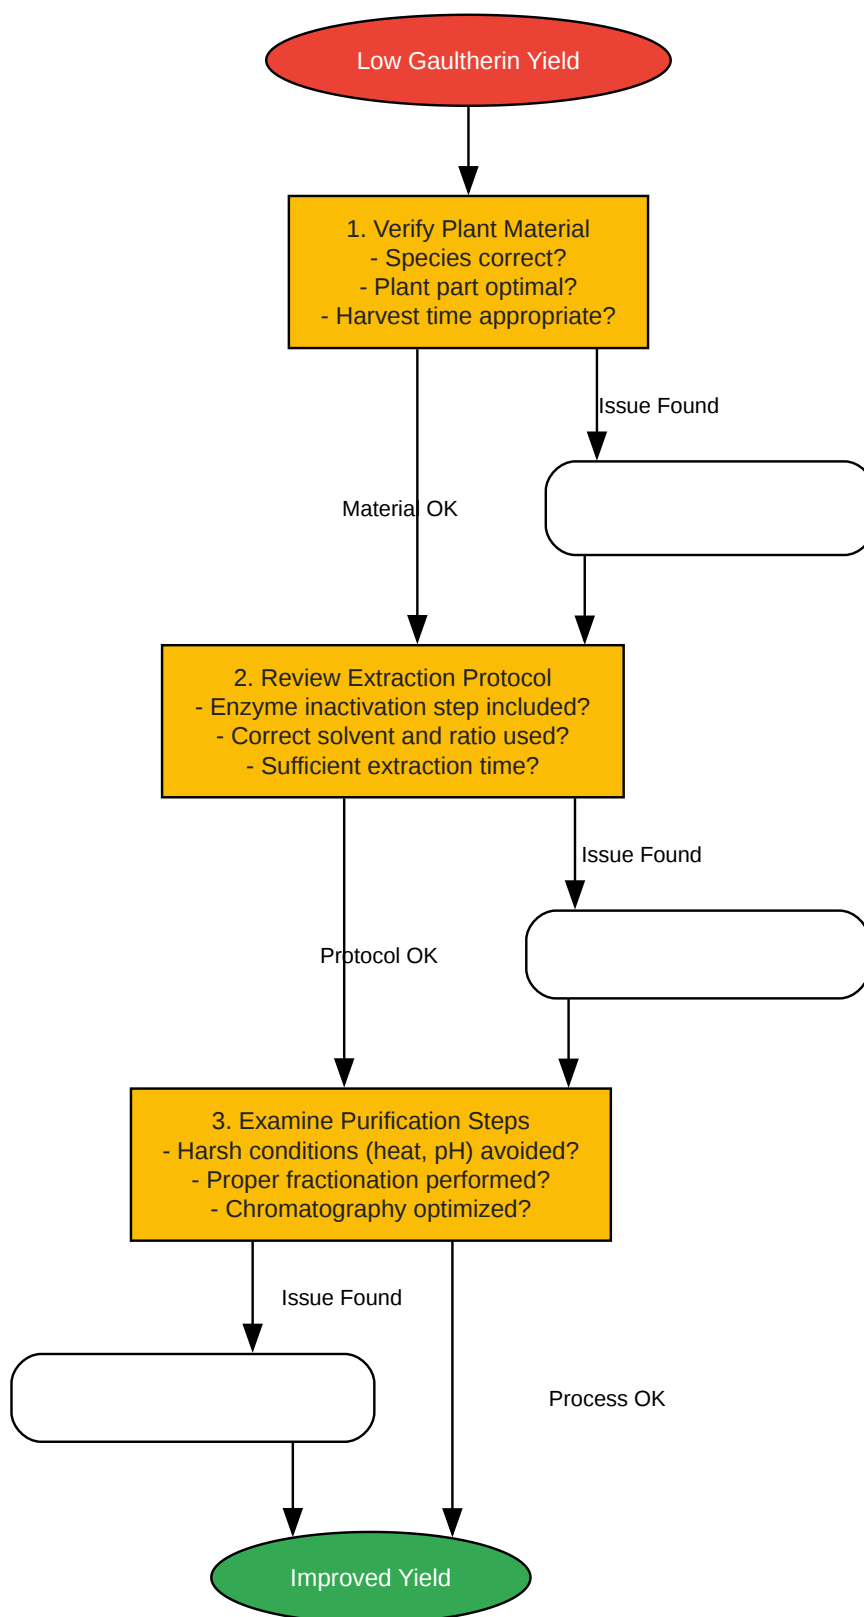 Low Gaultherin Yield
1. Verify Plant Material
- Species correct?
- Plant part optimal?
- Harvest time appropriate?
Issue Found
Material OK
2. Review Extraction Protocol
- Enzyme inactivation step included?
- Correct solvent and ratio used?
- Sufficient extraction time?
Issue Found
Protocol OK
3. Examine Purification Steps
- Harsh conditions (heat, pH) avoided?
- Proper fractionation performed?
- Chromatography optimized?
Issue Found
Process OK
Improved Yield